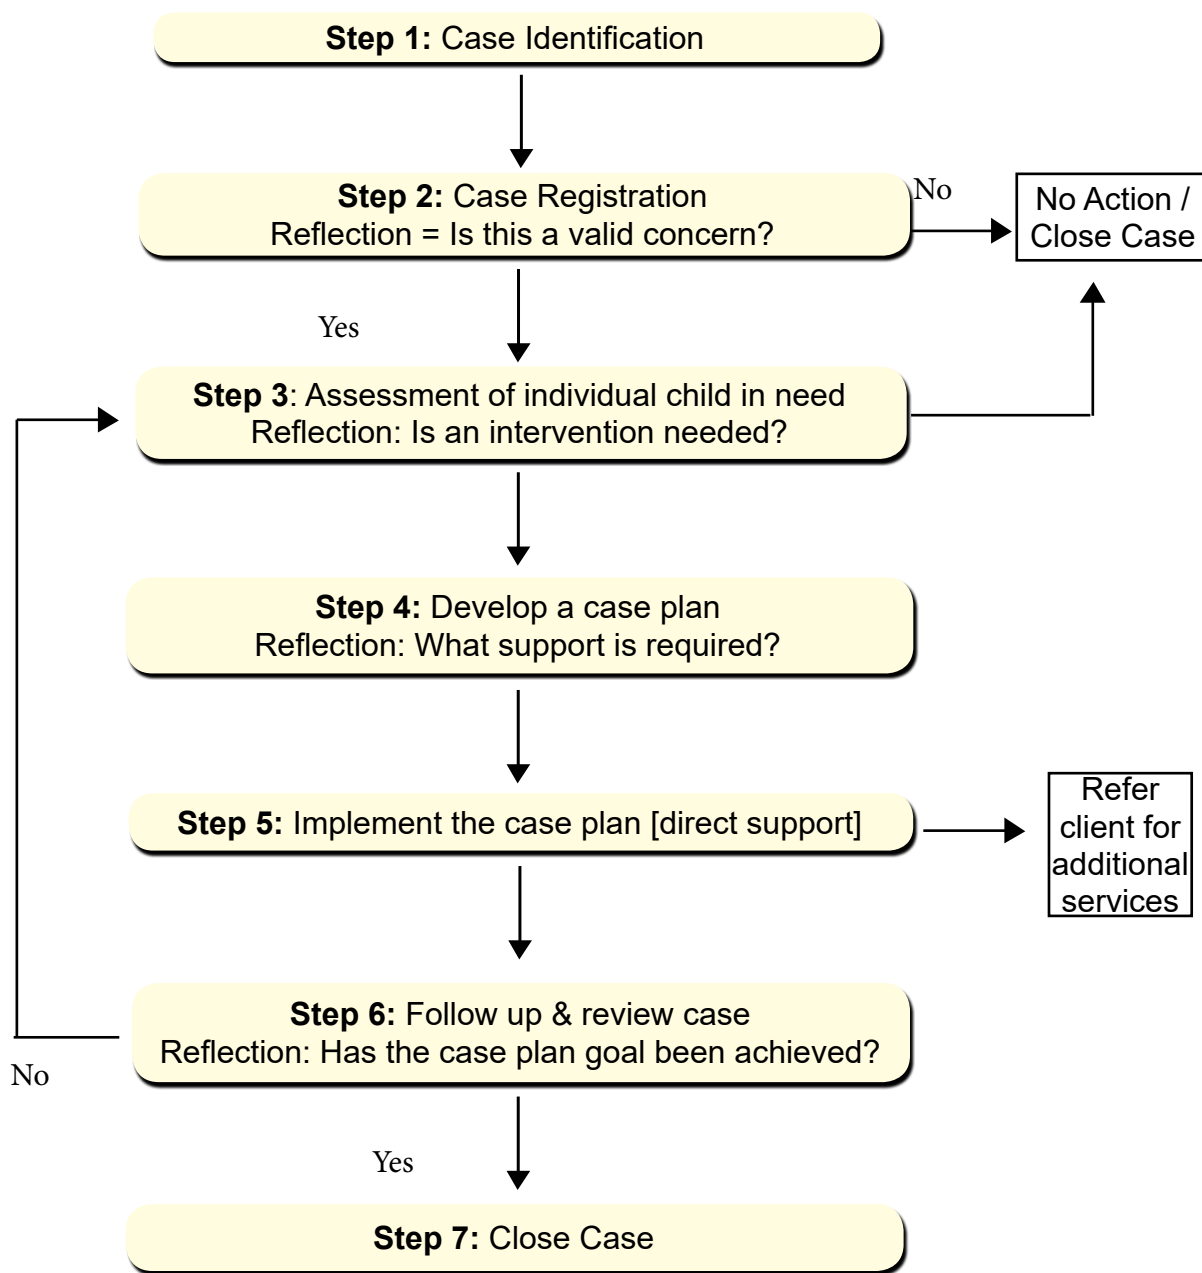 Step 1: Case Identification
Step 2: Case Registration
Reflection = Is this a valid concern?
No
No Action /
Close Case
Yes
Step 3: Assessment of individual child in need
Reflection: Is an intervention needed?
Step 4: Develop a case plan
Reflection: What support is required?
Step 5: Implement the case plan [direct support]
Refer
client for
additional
services
Step 6: Follow up & review case
Reflection: Has the case plan goal been achieved?
No
Yes
Step 7: Close Case